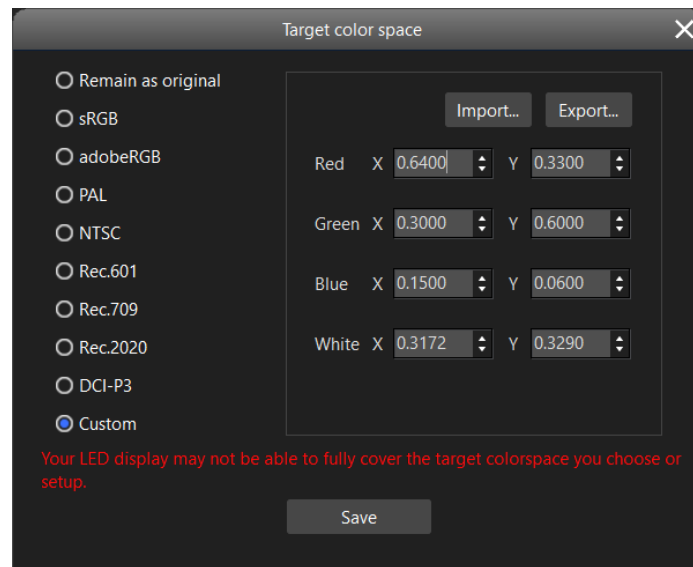 Target color space
Remain as original
sRGB
adobeRGB
PAL
NTSC
Rec.601
Rec.709
Rec.2020
DCI-P3
Custom
Import... Export...
Red X 0.6400 Y 0.3300
Green X 0.3000 Y 0.6000
Blue X 0.1500 Y 0.0600
White X 0.3172 Y 0.3290
Your LED display may not be able to fully cover the target colorspace you choose or
setup.
Save